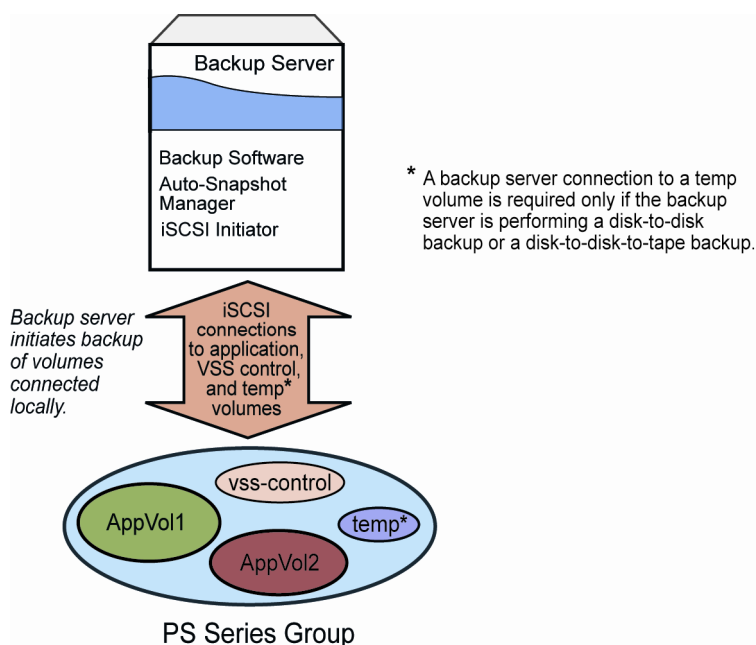 Backup Server
Backup Software
Auto-Snapshot
Manager
iSCSI Initiator
* A backup server connection to a temp
volume is required only if the backup
server is performing a disk-to-disk
backup or a disk-to-disk-to-tape backup.
Backup server
initiates backup
of volumes
connected
locally.
iSCSI
connections
to application,
VSS control,
and temp*
volumes
vss-control
AppVol1
temp*
AppVol2
PS Series Group